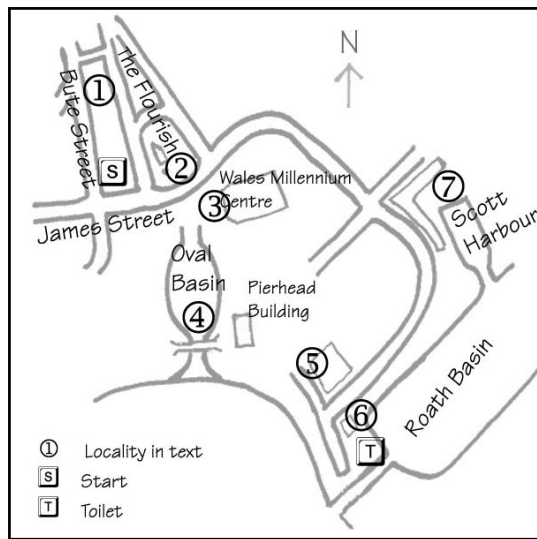 N
Bute Street
The Flourish
1
S
2
James Street
3
Wales Millennium
Centre
7
Scott
Harbour
Oval
Basin
4
Pierhead
Building
5
6
T
Roath Basin
1 Locality in text
S Start
T Toilet